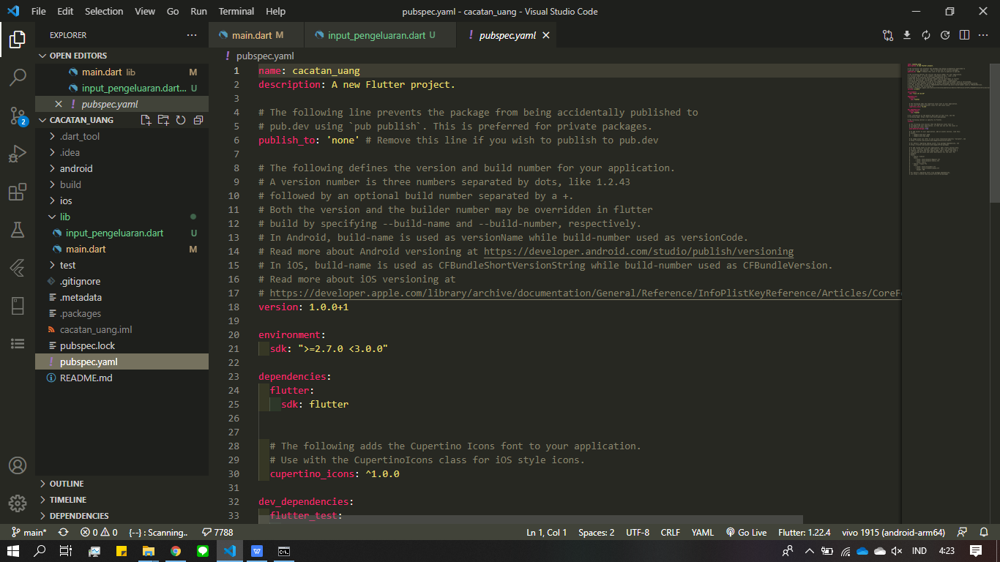 File Edit Selection View Go Run Terminal Help
pubspec.yaml - cacatan_uang - Visual Studio Code
EXPLORER
main.dart M
input_pengeluaran.dart U
! pubspec.yaml
OPEN EDITORS
main.dart lib M
input_pengeluaran.dart... U
! pubspec.yaml
CACATAN_UANG
.dart_tool
.idea
android
build
ios
lib
input_pengeluaran.dart U
main.dart M
test
.gitignore
.metadata
.packages
cacatan_uang.iml
pubspec.lock
! pubspec.yaml
README.md
OUTLINE
TIMELINE
DEPENDENCIES
2
! pubspec.yaml
1 name: cacatan_uang
2 description: A new Flutter project.
3
4 # The following line prevents the package from being accidentally published to
5 # pub.dev using `pub publish`. This is preferred for private packages.
6 publish_to: 'none' # Remove this line if you wish to publish to pub.dev
7
8 # The following defines the version and build number for your application.
9 # A version number is three numbers separated by dots, like 1.2.43
10 # followed by an optional build number separated by a +.
11 # Both the version and the builder number may be overridden in flutter
12 # build by specifying --build-name and --build-number, respectively.
13 # In Android, build-name is used as versionName while build-number used as versionCode.
14 # Read more about Android versioning at https://developer.android.com/studio/publish/versioning
15 # In iOS, build-name is used as CFBundleShortVersionString while build-number used as CFBundleVersion.
16 # Read more about iOS versioning at
17 # https://developer.apple.com/library/archive/documentation/General/Reference/InfoPlistKeyReference/Articles/CoreF
18 version: 1.0.0+1
19
20 environment:
21 sdk: ">=2.7.0 <3.0.0"
22
23 dependencies:
24 flutter:
25 sdk: flutter
26
27
28 # The following adds the Cupertino Icons font to your application.
29 # Use with the CupertinoIcons class for iOS style icons.
30 cupertino_icons: ^1.0.0
31
32 dev_dependencies:
33 flutter_test:
main* 0 0 {--} : Scanning.. 7788 Ln 1, Col 1 Spaces: 2 UTF-8 CRLF YAML Go Live Flutter: 1.22.4 vivo 1915 (android-arm64)
IND 4:23